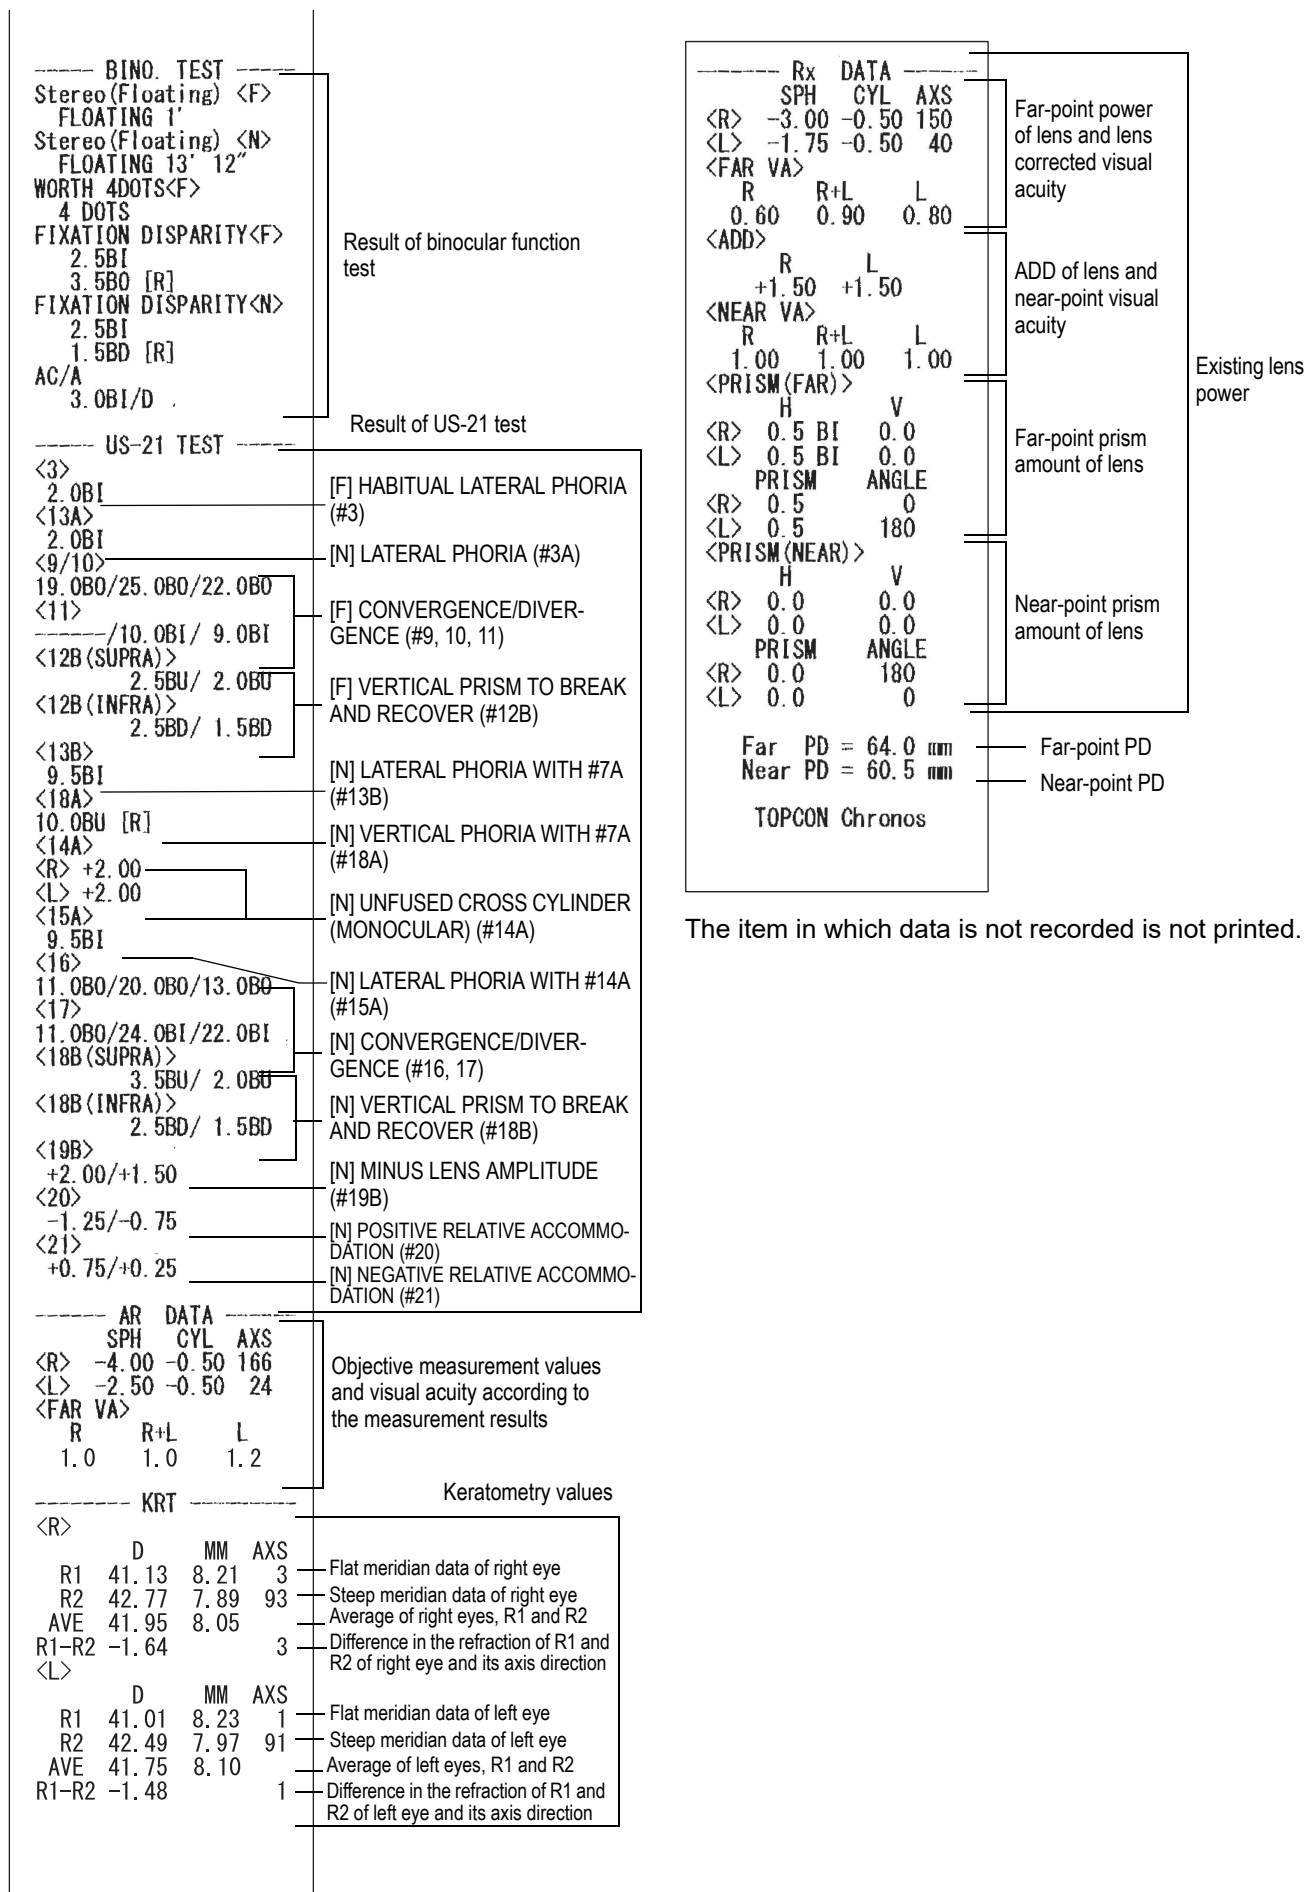 ----- BINO. TEST -----
Stereo(Floating) <F>
FLOATING 1'
Stereo(Floating) <N>
FLOATING 13' 12"
WORTH 4DOTS<F>
4 DOTS
FIXATION DISPARITY<F>
2.5BI
3.5BO [R]
FIXATION DISPARITY<N>
2.5BI
1.5BD [R]
AC/A
3.0BI/D
Result of binocular function
test
Result of US-21 test
----- US-21 TEST -----
<3>
2.0BI
<13A>
2.0BI
<9/10>
19.0BO/25.0BO/22.0BO
<11>
------/10.0BI/ 9.0BI
<12B(SUPRA)>
2.5BU/ 2.0BU
<12B(INFRA)>
2.5BD/ 1.5BD
<13B>
9.5BI
<18A>
10.0BU [R]
<14A>
<R> +2.00
<L> +2.00
<15A>
9.5BI
<16>
11.0BO/20.0BO/13.0BO
<17>
11.0BO/24.0BI/22.0BI
<18B(SUPRA)>
3.5BU/ 2.0BU
<18B(INFRA)>
2.5BD/ 1.5BD
<19B>
+2.00/+1.50
<20>
-1.25/-0.75
<21>
+0.75/+0.25
[F] HABITUAL LATERAL PHORIA
(#3)
[N] LATERAL PHORIA (#3A)
[F] CONVERGENCE/DIVER-
GENCE (#9, 10, 11)
[F] VERTICAL PRISM TO BREAK
AND RECOVER (#12B)
[N] LATERAL PHORIA WITH #7A
(#13B)
[N] VERTICAL PHORIA WITH #7A
(#18A)
[N] UNFUSED CROSS CYLINDER
(MONOCULAR) (#14A)
[N] LATERAL PHORIA WITH #14A
(#15A)
[N] CONVERGENCE/DIVER-
GENCE (#16, 17)
[N] VERTICAL PRISM TO BREAK
AND RECOVER (#18B)
[N] MINUS LENS AMPLITUDE
(#19B)
[N] POSITIVE RELATIVE ACCOMMO-
DATION (#20)
[N] NEGATIVE RELATIVE ACCOMMO-
DATION (#21)
------ AR DATA ------
SPH CYL AXS
<R> -4.00 -0.50 166
<L> -2.50 -0.50 24
<FAR VA>
R R+L L
1.0 1.0 1.2
Objective measurement values
and visual acuity according to
the measurement results
-------- KRT ---------
Keratometry values
<R>
D MM AXS
R1 41.13 8.21 3
R2 42.77 7.89 93
AVE 41.95 8.05
R1-R2 -1.64 3
<L>
D MM AXS
R1 41.01 8.23 1
R2 42.49 7.97 91
AVE 41.75 8.10
R1-R2 -1.48 1
Flat meridian data of right eye
Steep meridian data of right eye
Average of right eyes, R1 and R2
Difference in the refraction of R1 and
R2 of right eye and its axis direction
Flat meridian data of left eye
Steep meridian data of left eye
Average of left eyes, R1 and R2
Difference in the refraction of R1 and
R2 of left eye and its axis direction
------- Rx DATA ------
SPH CYL AXS
<R> -3.00 -0.50 150
<L> -1.75 -0.50 40
<FAR VA>
R R+L L
0.60 0.90 0.80
<ADD>
R L
+1.50 +1.50
<NEAR VA>
R R+L L
1.00 1.00 1.00
<PRISM(FAR)>
H V
<R> 0.5 BI 0.0
<L> 0.5 BI 0.0
PRISM ANGLE
<R> 0.5 0
<L> 0.5 180
<PRISM(NEAR)>
H V
<R> 0.0 0.0
<L> 0.0 0.0
PRISM ANGLE
<R> 0.0 180
<L> 0.0 0
Far PD = 64.0 mm
Near PD = 60.5 mm
TOPCON Chronos
Far-point power
of lens and lens
corrected visual
acuity
ADD of lens and
near-point visual
acuity
Far-point prism
amount of lens
Near-point prism
amount of lens
Existing lens
power
Far-point PD
Near-point PD
The item in which data is not recorded is not printed.